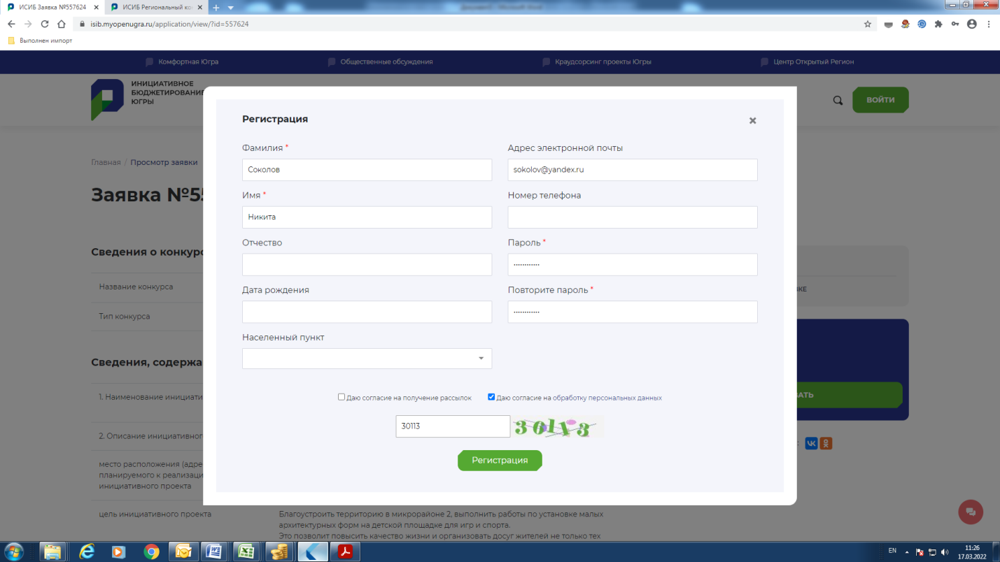 ИСИБ Заявка №557624
ИСИБ Региональный ко
isib.myopenugra.ru/application/view/?id=557624
Выполнен импорт
Комфортная Югра
Общественные обсуждения
Краудсорсинг проекты Югры
Центр Открытый Регион
ИНИЦИАТИВНОЕ
БЮДЖЕТИРОВАНИЕ
ЮГРЫ
ВОЙТИ
Главная / Просмотр заявки
Заявка №55
Сведения о конкурс
Название конкурса
Тип конкурса
Сведения, содержа
1. Наименование инициати
2. Описание инициативног
место расположения (адре
планируемого к реализаци
инициативного проекта
цель инициативного проекта
Благоустроить территорию в микрорайоне 2, выполнить работы по установке малых
архитектурных форм на детской площадке для игр и спорта.
Это позволит повысить качество жизни и организовать досуг жителей не только тех
Регистрация
Фамилия *
Соколов
Имя *
Никита
Отчество
Дата рождения
Населенный пункт
Адрес электронной почты
sokolov@yandex.ru
Номер телефона
Пароль *
Повторите пароль *
Даю согласие на получение рассылок
Даю согласие на обработку персональных данных
30113
30113
Регистрация
ВКЕ
АТЬ
EN
11:26
17.03.2022